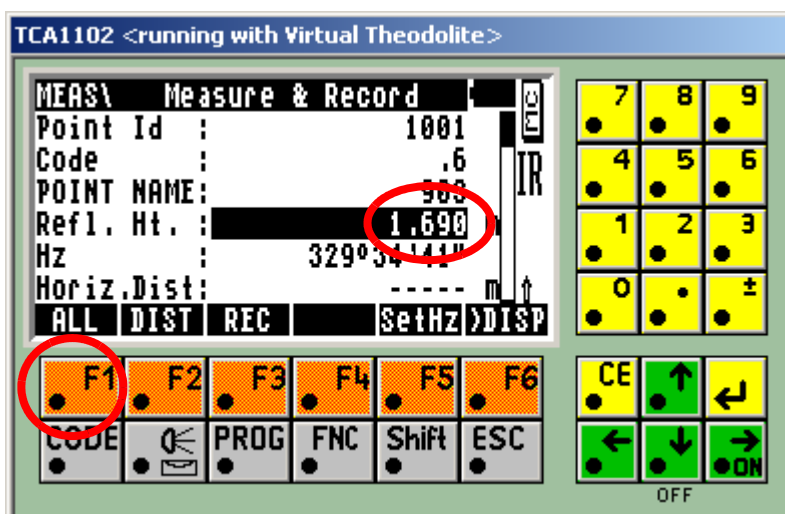 TCA1102 <running with Virtual Theodolite>
MEAS\ Measure & Record MC
Point Id : 1001
Code : .6
IR
POINT NAME: 903
Refl. Ht. : 1.690 m
Hz : 329°34'41"
Horiz.Dist: ----- m
ALL DIST REC SetHz >DISP
F1 F2 F3 F4 F5 F6
CODE PROG FNC Shift ESC
7 8 9
4 5 6
1 2 3
0 . ±
CE
ON
OFF